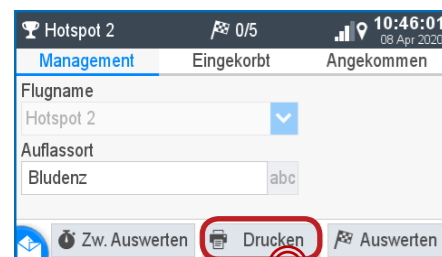 Hotspot 2 0/5 10:46:01
08 Apr 2020
Management Eingekorbt Angekommen
Flugname
Hotspot 2
Auflassort
Bludenz abc
Zw. Auswerten Drucken Auswerten